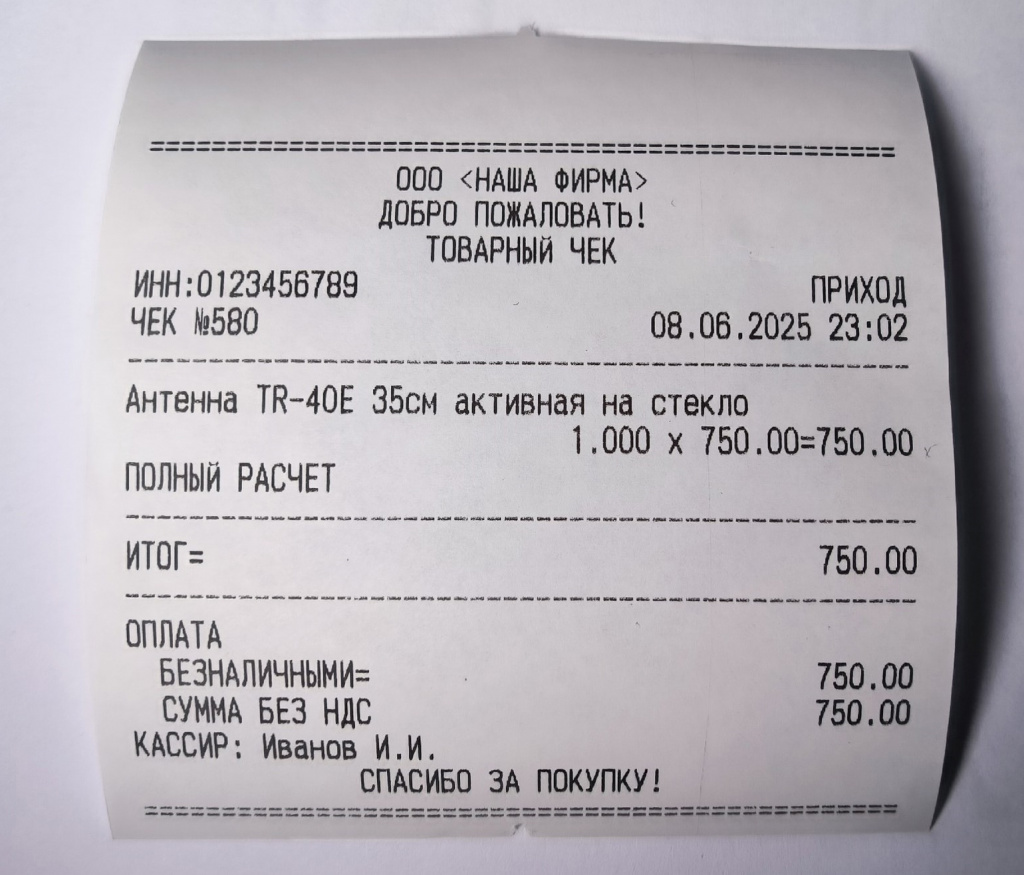 ООО <НАША ФИРМА>
ДОБРО ПОЖАЛОВАТЬ!
ТОВАРНЫЙ ЧЕК
ИНН:0123456789 ПРИХОД
ЧЕК №580 08.06.2025 23:02
Антенна TR-40E 35см активная на стекло
1.000 x 750.00=750.00
ПОЛНЫЙ РАСЧЕТ
ИТОГ= 750.00
ОПЛАТА
БЕЗНАЛИЧНЫМИ= 750.00
СУММА БЕЗ НДС 750.00
КАССИР: Иванов И.И.
СПАСИБО ЗА ПОКУПКУ!